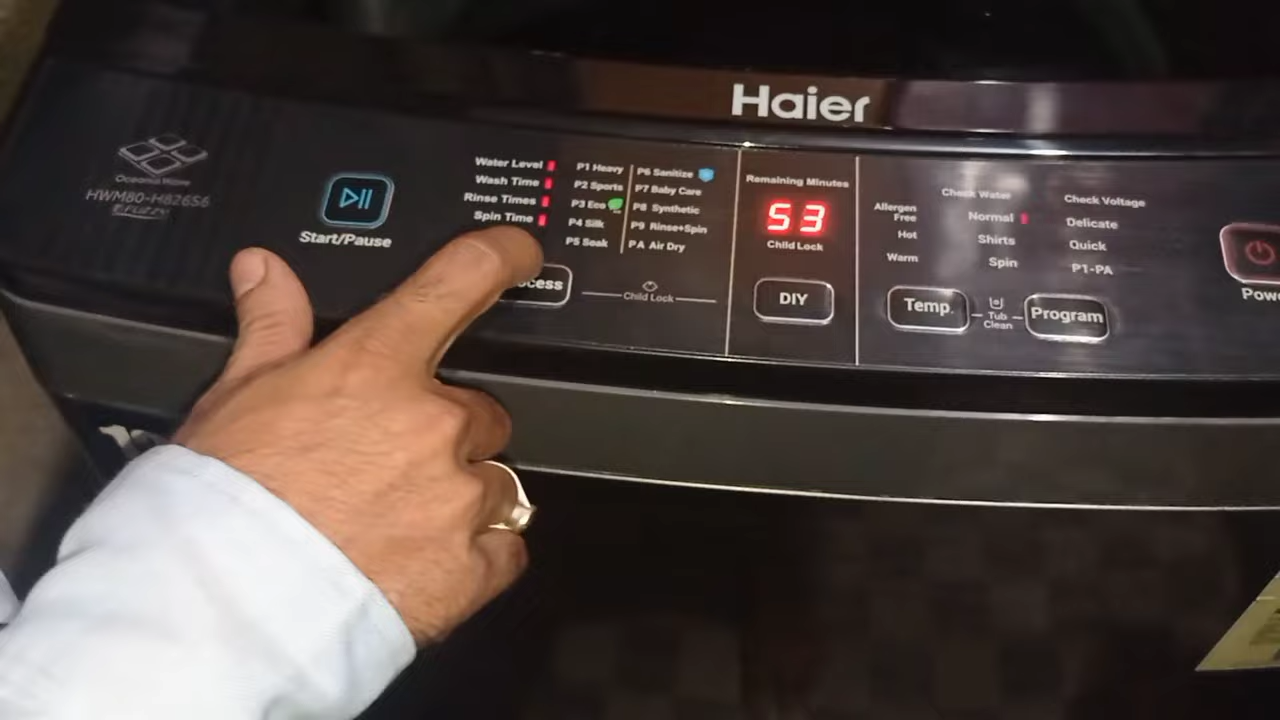 Haier
Oceanus Wave
HWM80-H826S6
Fuzzy
Start/Pause
Water Level
Wash Time
Rinse Times
Spin Time
P1 Heavy
P2 Sports
P3 Eco
P4 Silk
P5 Soak
P6 Sanitize
P7 Baby Care
P8 Synthetic
P9 Rinse+Spin
PA Air Dry
cess
Child Lock
Remaining Minutes
53
Child Lock
DIY
Allergen
Free
Hot
Warm
Check Water
Normal
Shirts
Spin
Check Voltage
Delicate
Quick
P1-PA
Temp.
Tub
Clean
Program
Powe